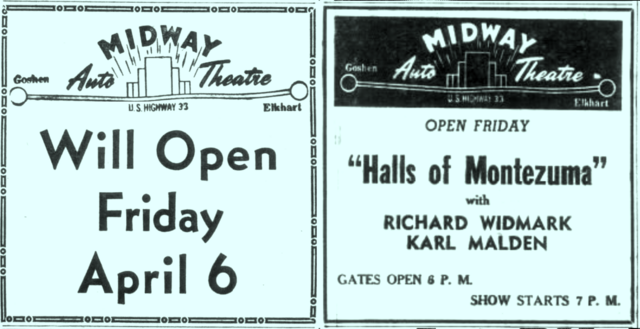 MIDWAY
Auto Theatre
Goshen
U.S. HIGHWAY 33
Elkhart
Will Open
Friday
April 6
MIDWAY
Auto Theatre
Goshen
U.S. HIGHWAY 33
Elkhart
OPEN FRIDAY
"Halls of Montezuma"
with
RICHARD WIDMARK
KARL MALDEN
GATES OPEN 6 P. M.
SHOW STARTS 7 P. M.